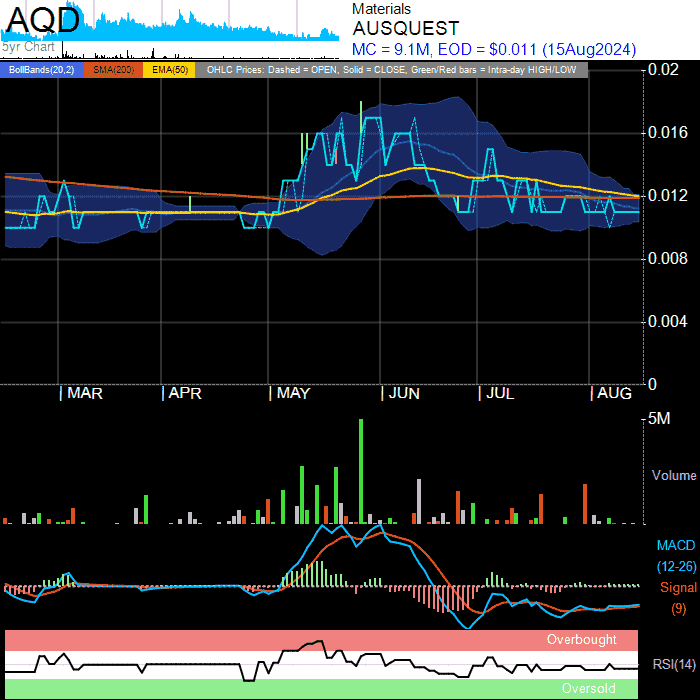 AQD
5yr Chart
Materials
AUSQUEST
MC = 9.1M, EOD = $0.011 (15Aug2024)
BollBands(20,2) SMA(200) EMA(50) OHLC Prices: Dashed = OPEN, Solid = CLOSE, Green/Red bars = Intra-day HIGH/LOW
0.02
0.016
0.012
0.008
0.004
0
MAR APR MAY JUN JUL AUG
5M
Volume
MACD
(12-26)
Signal
(9)
Overbought
RSI(14)
Oversold